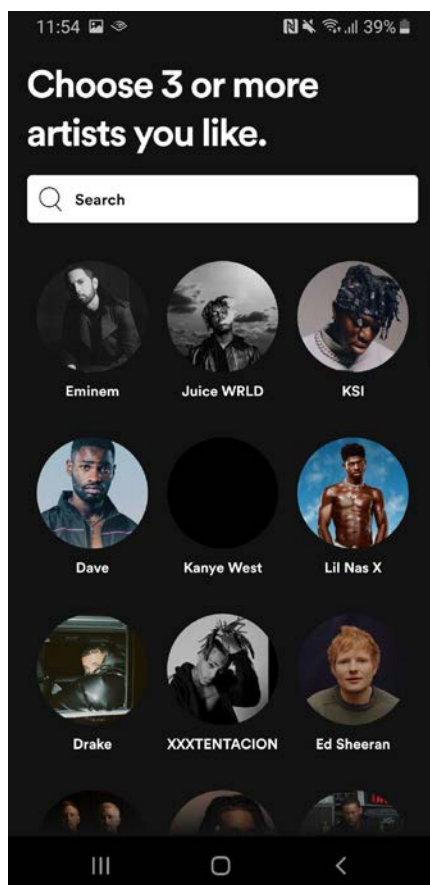 11:54 39%
Choose 3 or more
artists you like.
Search
Eminem Juice WRLD KSI
Dave Kanye West Lil Nas X
Drake XXXTENTACION Ed Sheeran